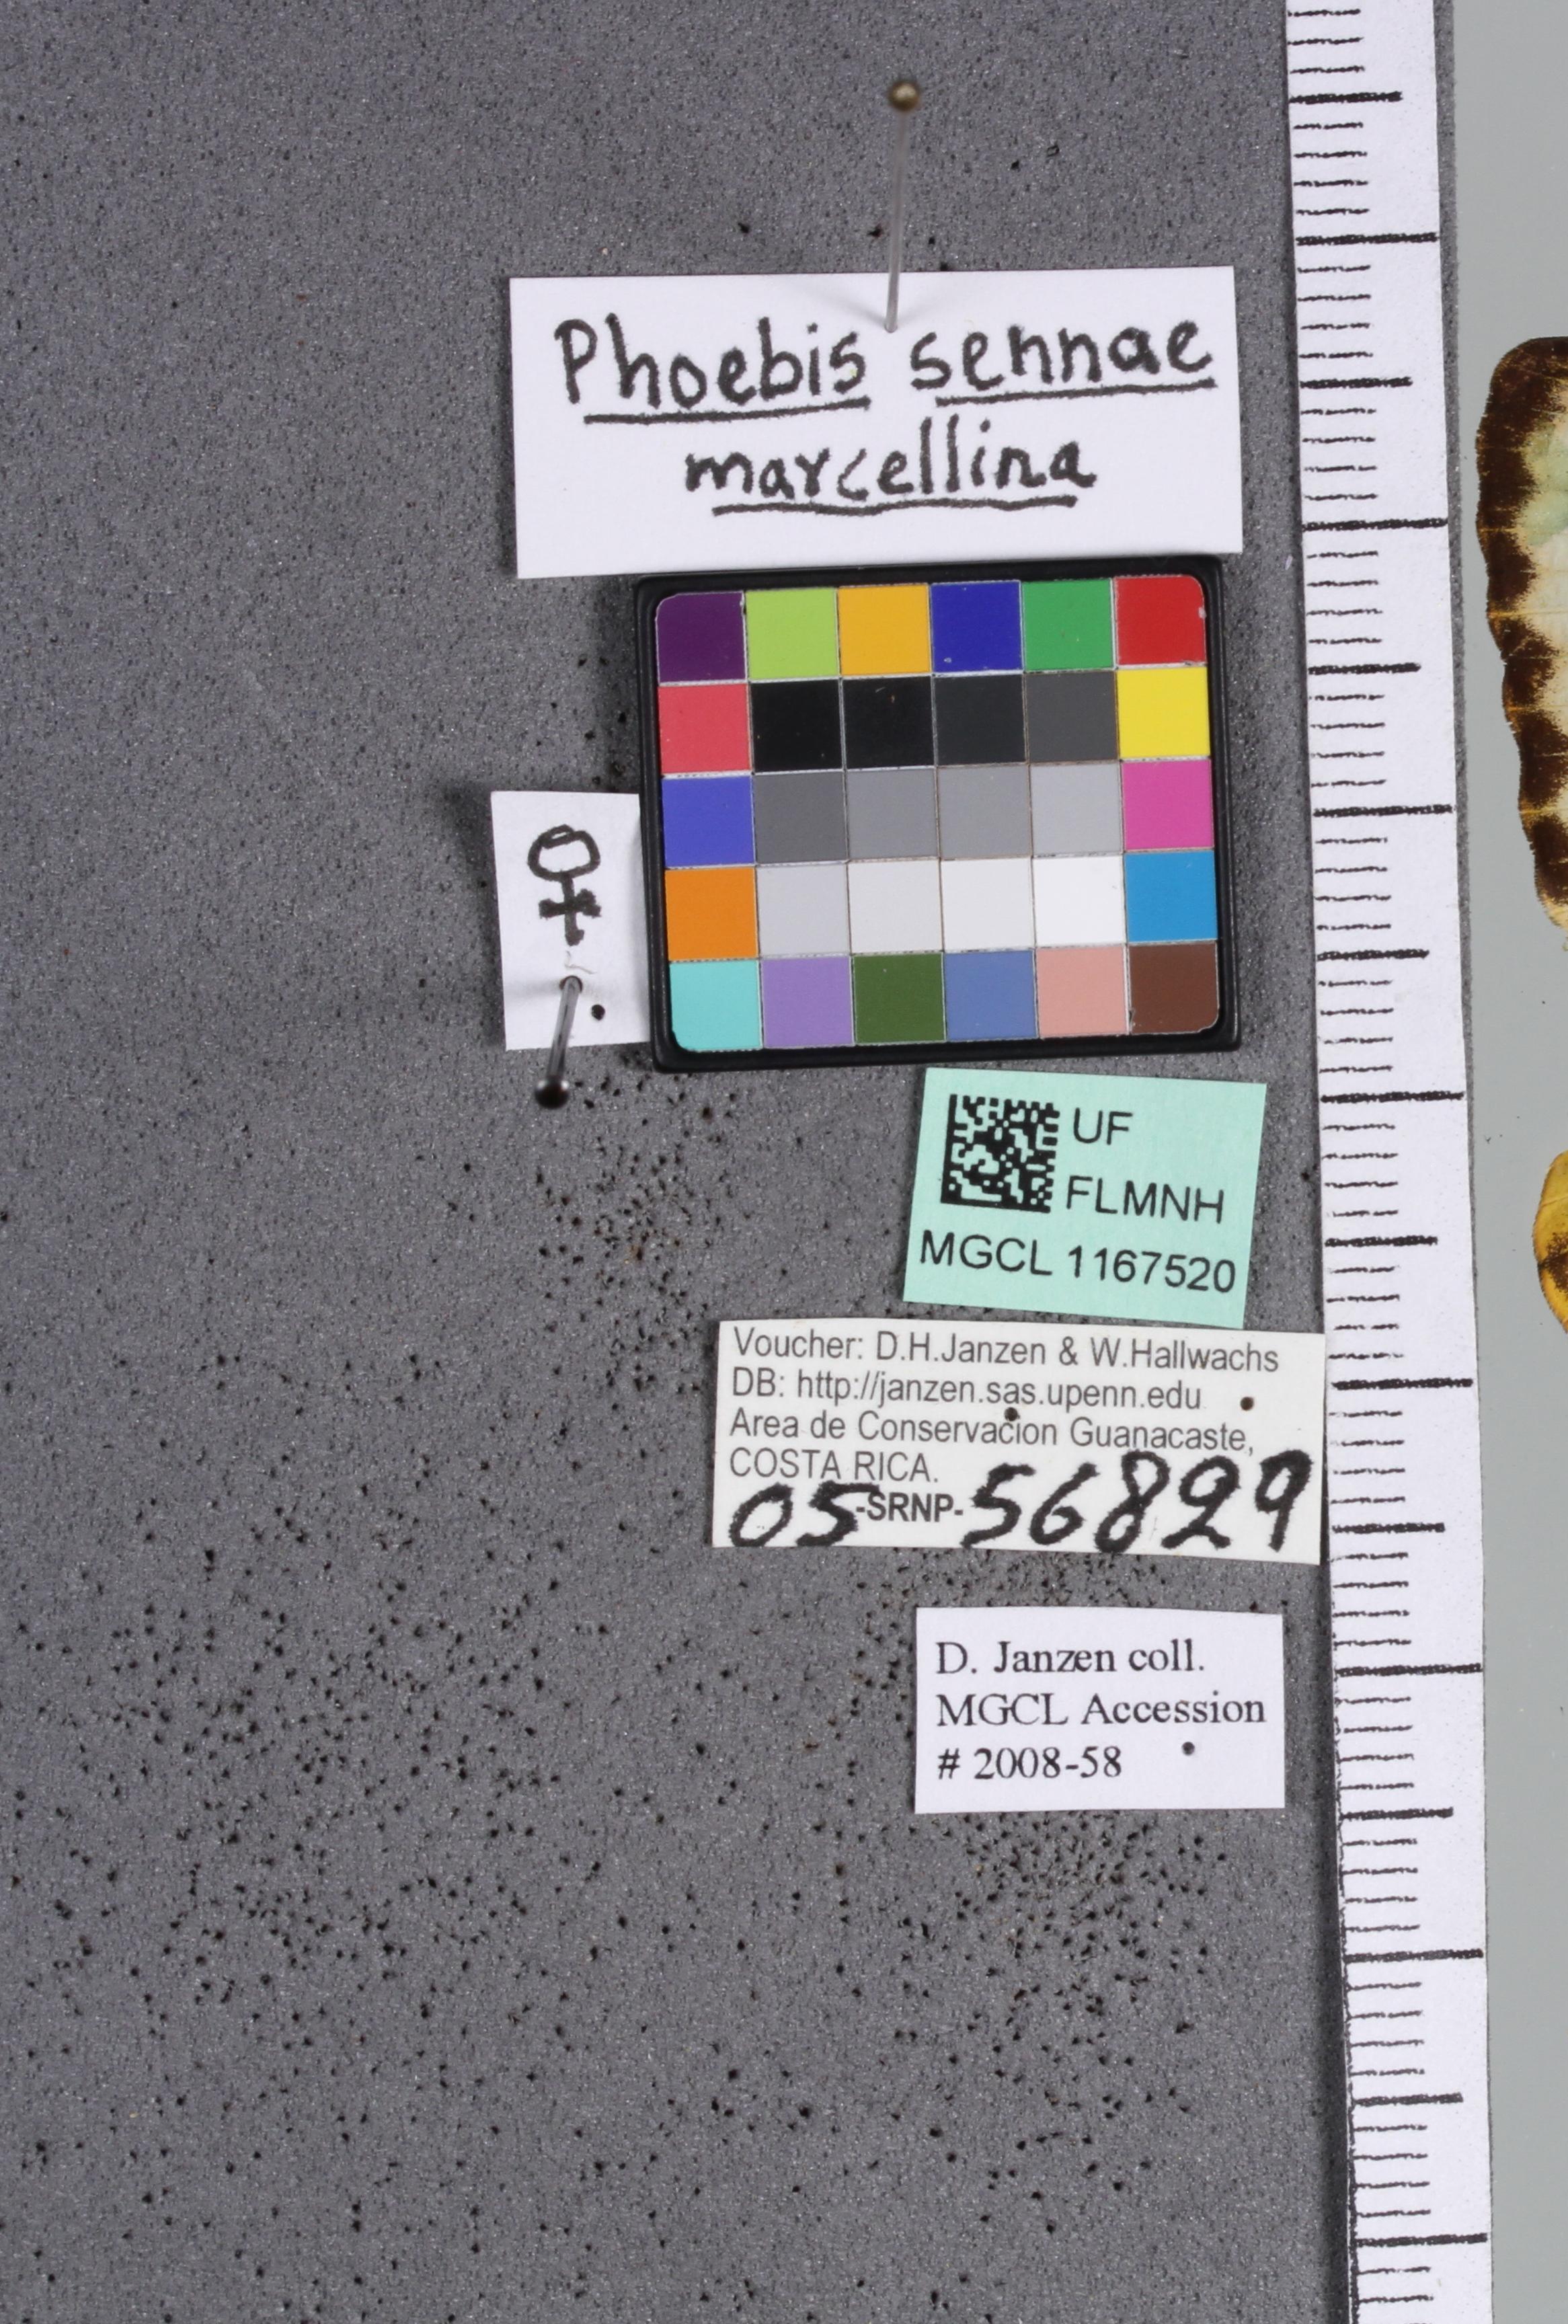 Phoebis sennae
marcellina
♀
UF
FLMNH
MGCL 1167520
Voucher: D.H.Janzen & W.Hallwachs
DB: http://janzen.sas.upenn.edu
Area de Conservacion Guanacaste,
COSTA RICA.
05-SRNP-56829
D. Janzen coll.
MGCL Accession
# 2008-58